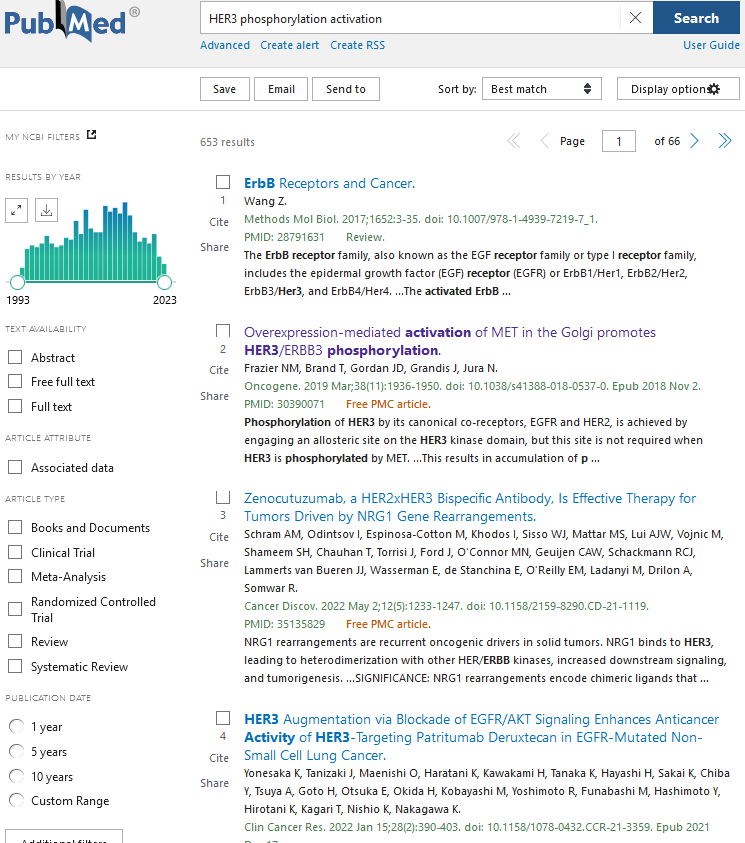 PubMed®
HER3 phosphorylation activation
Search
Advanced Create alert Create RSS
User Guide
Save Email Send to
Sort by: Best match
Display options
MY NCBI FILTERS
653 results
Page 1 of 66
RESULTS BY YEAR
1993 2023
TEXT AVAILABILITY
Abstract
Free full text
Full text
ARTICLE ATTRIBUTE
Associated data
ARTICLE TYPE
Books and Documents
Clinical Trial
Meta-Analysis
Randomized Controlled
Trial
Review
Systematic Review
PUBLICATION DATE
1 year
5 years
10 years
Custom Range
Additional filters
ErbB Receptors and Cancer.
1
Cite
Share
Wang Z.
Methods Mol Biol. 2017;1652:3-35. doi: 10.1007/978-1-4939-7219-7_1.
PMID: 28791631 Review.
The ErbB receptor family, also known as the EGF receptor family or type I receptor family,
includes the epidermal growth factor (EGF) receptor (EGFR) or ErbB1/Her1, ErbB2/Her2,
ErbB3/Her3, and ErbB4/Her4. ...The activated ErbB ...
Overexpression-mediated activation of MET in the Golgi promotes
HER3/ERBB3 phosphorylation.
2
Cite
Share
Frazier NM, Brand T, Gordan JD, Grandis J, Jura N.
Oncogene. 2019 Mar;38(11):1936-1950. doi: 10.1038/s41388-018-0537-0. Epub 2018 Nov 2.
PMID: 30390071 Free PMC article.
Phosphorylation of HER3 by its canonical co-receptors, EGFR and HER2, is achieved by
engaging an allosteric site on the HER3 kinase domain, but this site is not required when
HER3 is phosphorylated by MET. ...This results in accumulation of p ...
Zenocutuzumab, a HER2xHER3 Bispecific Antibody, Is Effective Therapy for
Tumors Driven by NRG1 Gene Rearrangements.
3
Cite
Share
Schram AM, Odintsov I, Espinosa-Cotton M, Khodos I, Sisso WJ, Mattar MS, Lui AJW, Vojnic M,
Shameem SH, Chauhan T, Torrisi J, Ford J, O'Connor MN, Geuijen CAW, Schackmann RCJ,
Lammerts van Bueren JJ, Wasserman E, de Stanchina E, O'Reilly EM, Ladanyi M, Drilon A,
Somwar R.
Cancer Discov. 2022 May 2;12(5):1233-1247. doi: 10.1158/2159-8290.CD-21-1119.
PMID: 35135829 Free PMC article.
NRG1 rearrangements are recurrent oncogenic drivers in solid tumors. NRG1 binds to HER3,
leading to heterodimerization with other HER/ERBB kinases, increased downstream signaling,
and tumorigenesis. ...SIGNIFICANCE: NRG1 rearrangements encode chimeric ligands that ...
HER3 Augmentation via Blockade of EGFR/AKT Signaling Enhances Anticancer
Activity of HER3-Targeting Patritumab Deruxtecan in EGFR-Mutated Non-
Small Cell Lung Cancer.
4
Cite
Share
Yonesaka K, Tanizaki J, Maenishi O, Haratani K, Kawakami H, Tanaka K, Hayashi H, Sakai K, Chiba
Y, Tsuya A, Goto H, Otsuka E, Okida H, Kobayashi M, Yoshimoto R, Funabashi M, Hashimoto Y,
Hirotani K, Kagari T, Nishio K, Nakagawa K.
Clin Cancer Res. 2022 Jan 15;28(2):390-403. doi: 10.1158/1078-0432.CCR-21-3359. Epub 2021